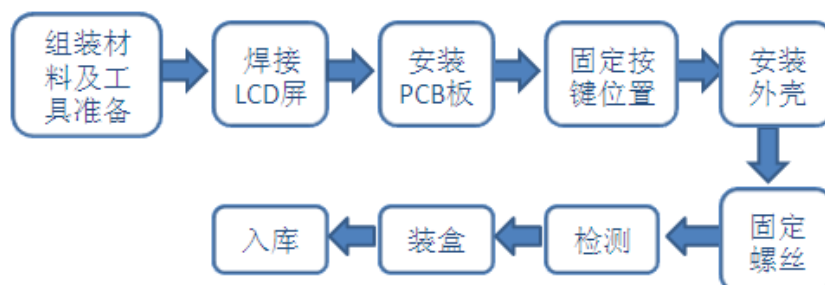 组装材
料及工
具准备
焊接
LCD屏
安装
PCB板
固定按
键位置
安装
外壳
固定
螺丝
检测
装盒
入库